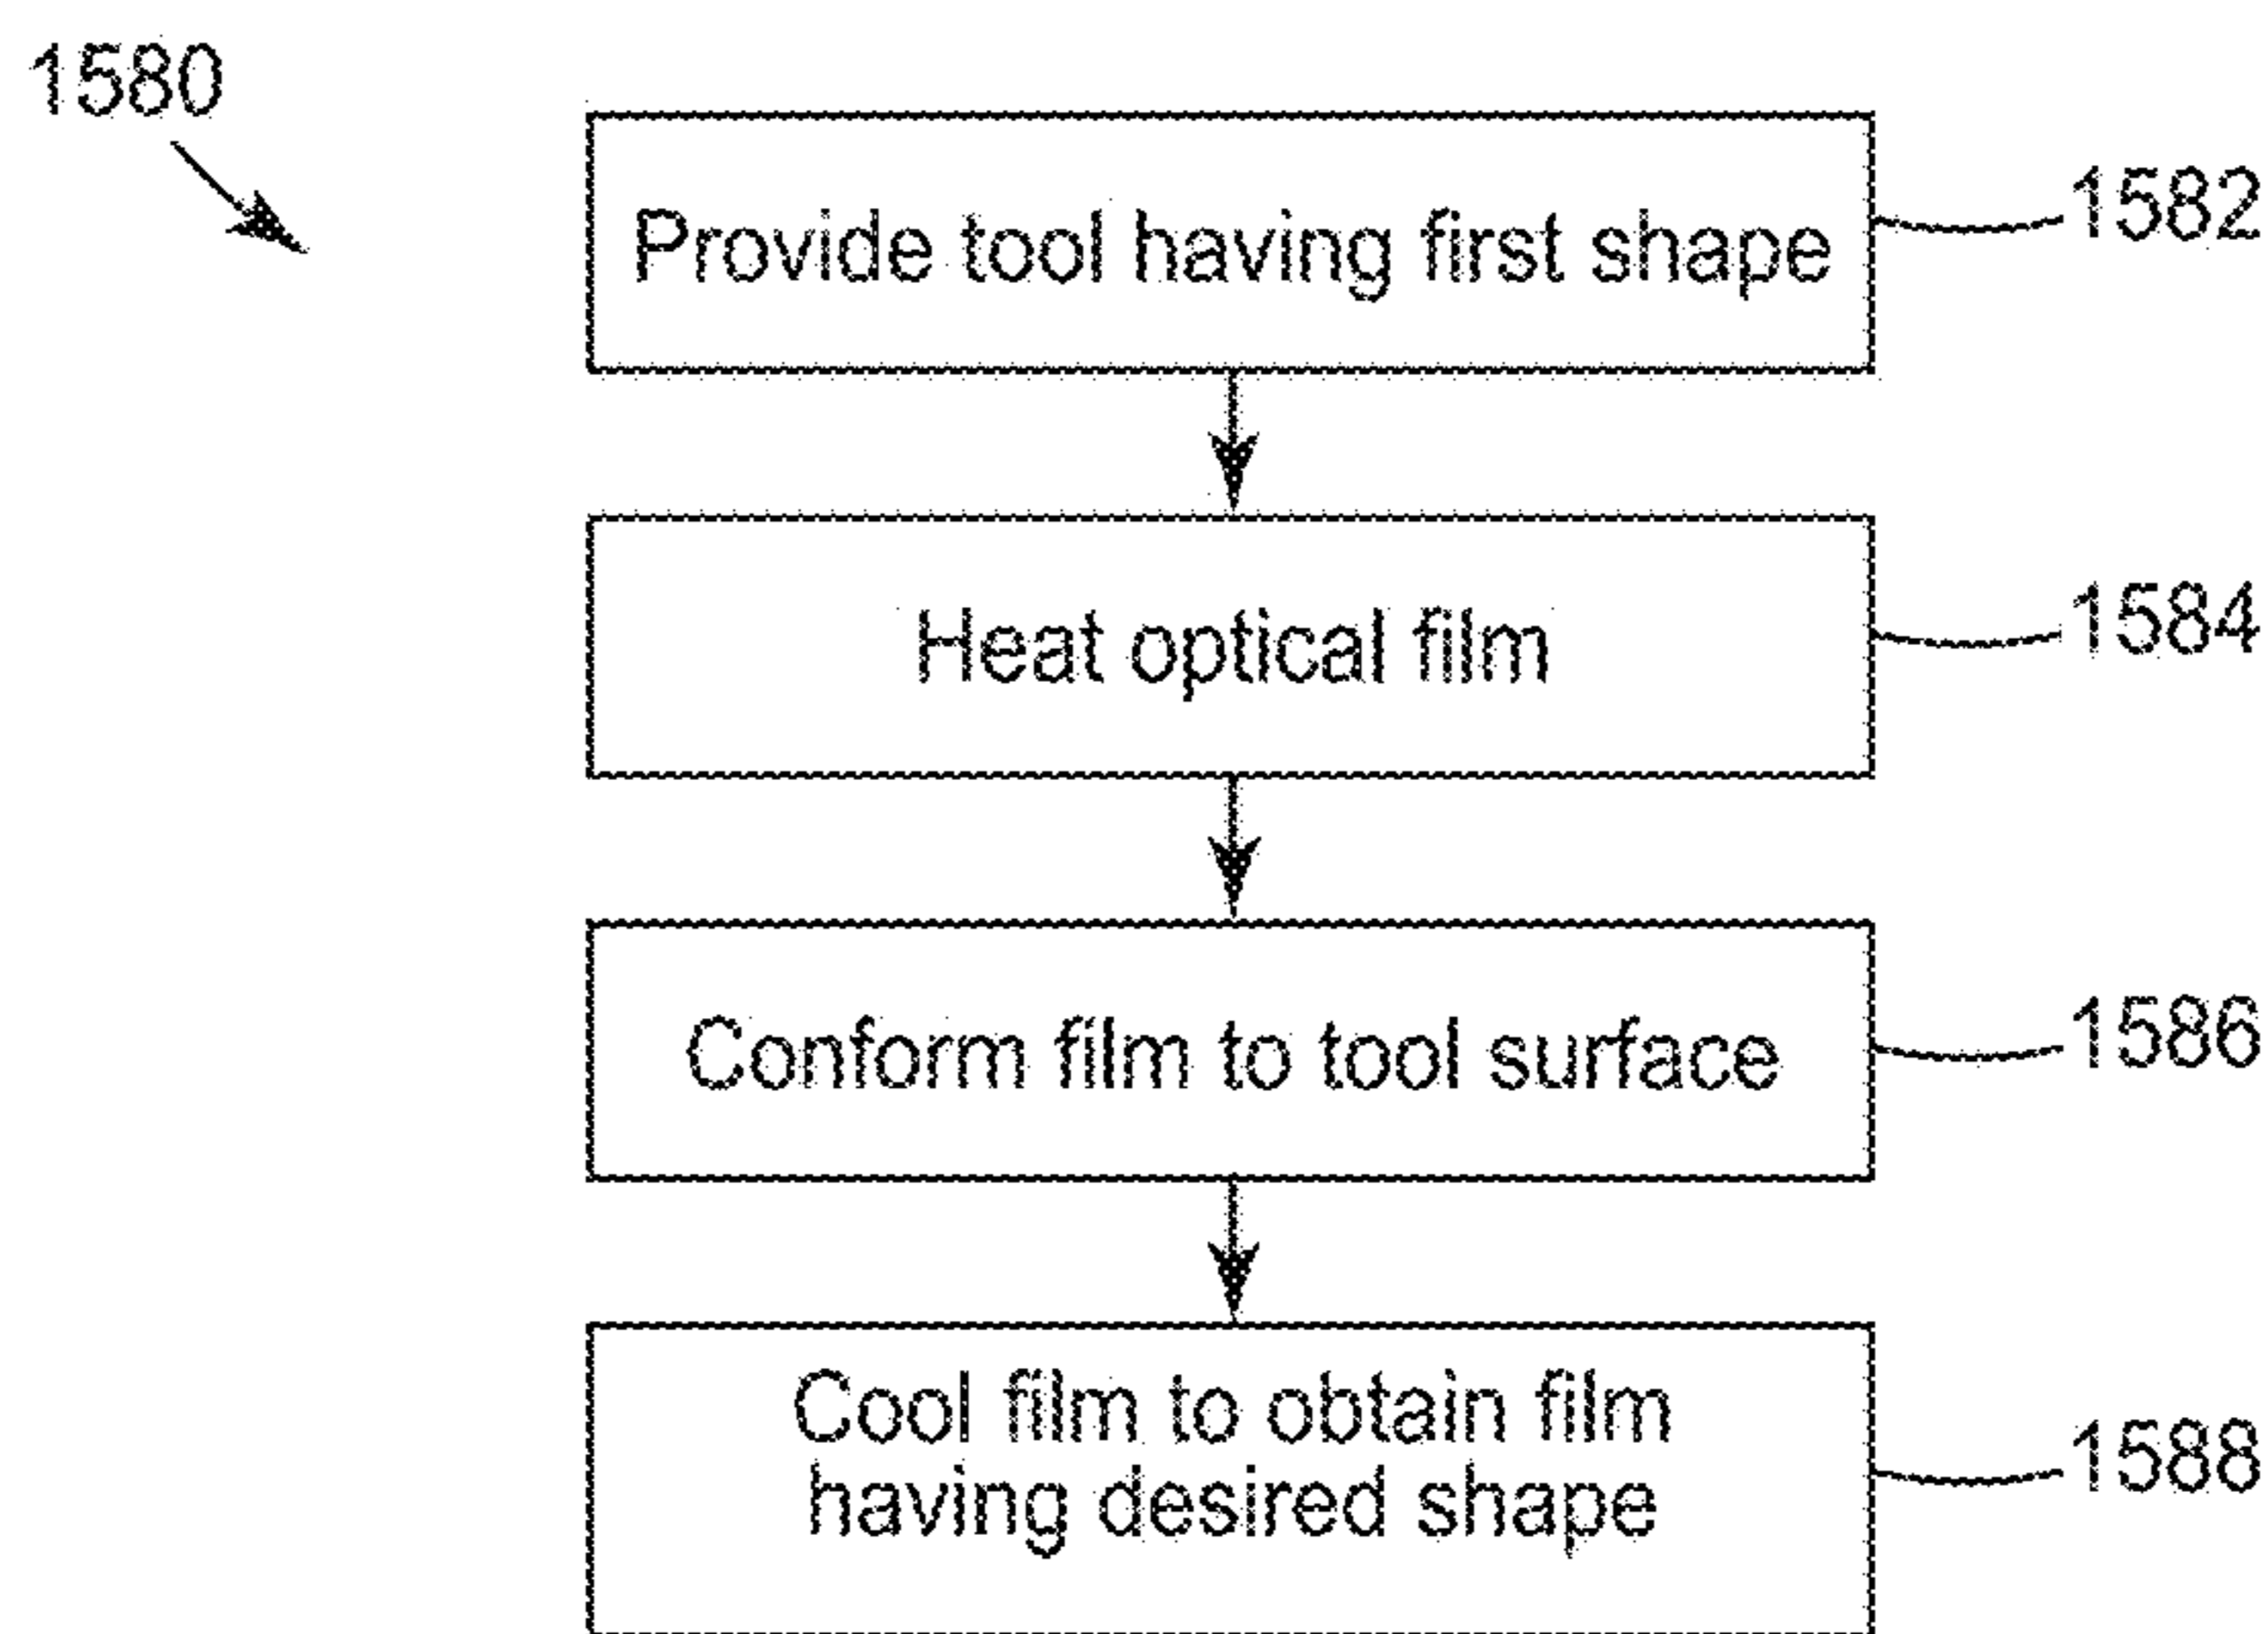 1580
Provide tool having first shape
1582
Heat optical film
1584
Conform film to tool surface
1586
Cool film to obtain film
having desired shape
1588